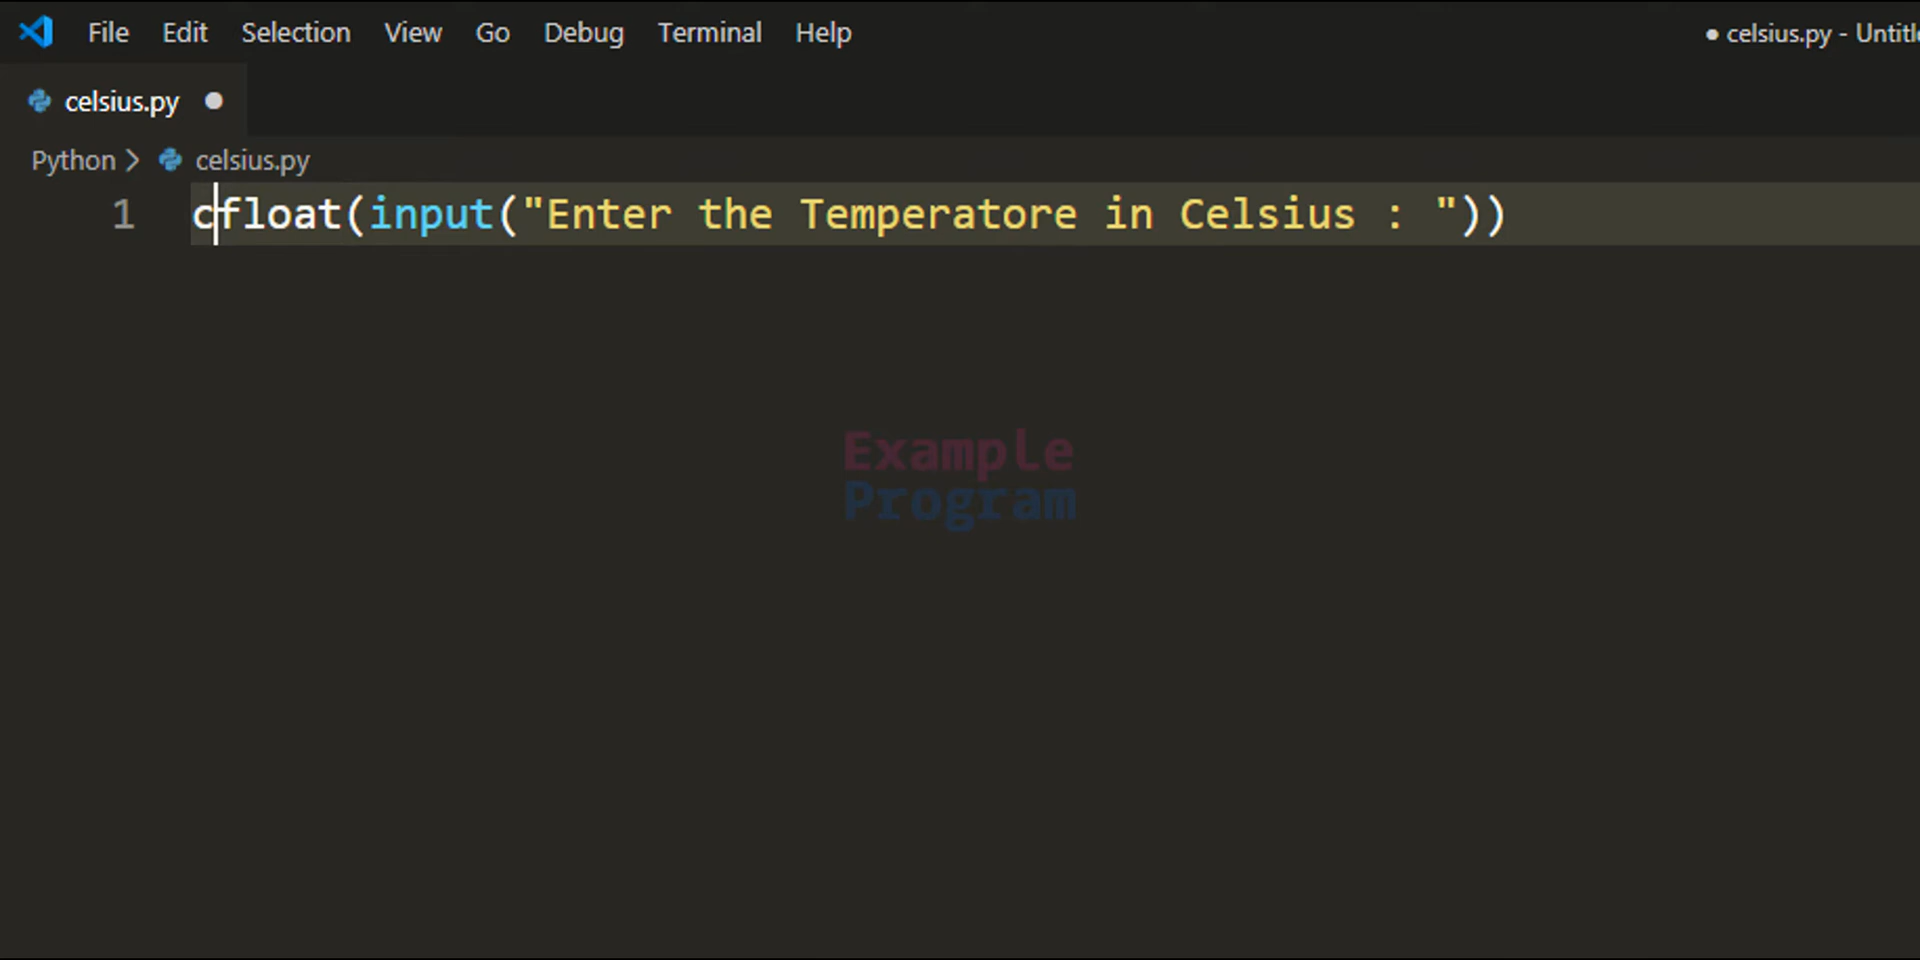 File Edit Selection View Go Debug Terminal Help
● celsius.py - Untitl
celsius.py ●
Python > celsius.py
1 cfloat(input("Enter the Temperatore in Celsius : "))
Example
Program